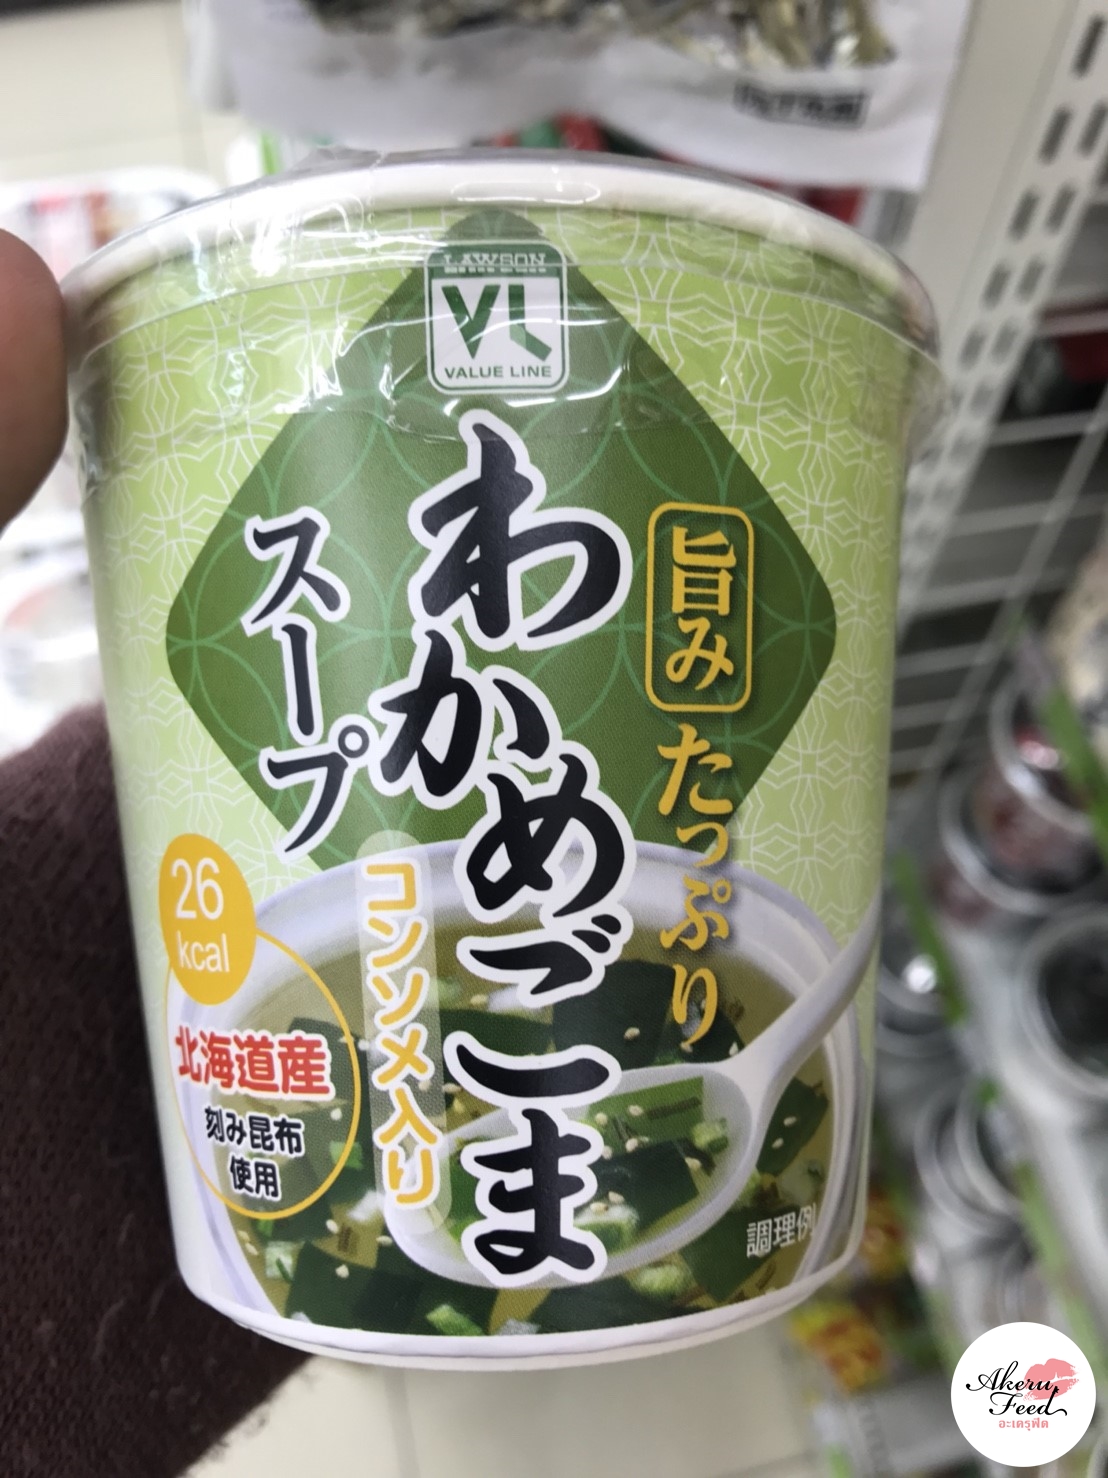 LAWSON
VL
VALUE LINE
旨みたっぷり
わかめごま
スープ
コンソメ入り
26
kcal
北海道産
刻み昆布
使用
調理例
Akeru
Feed
อะเครุฟีด